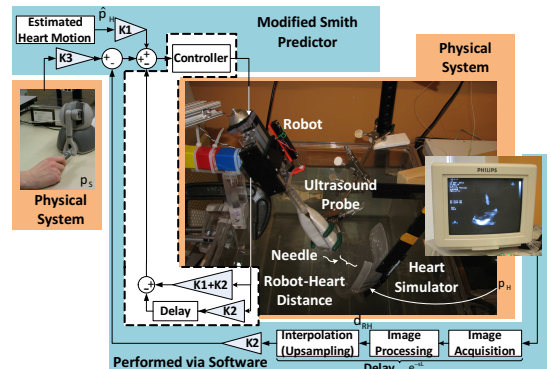 Estimated
Heart Motion
p̂H
K1
Modified Smith
Predictor
K3
+
-
+
+
-
Controller
Physical
System
Robot
PHILIPS
pS
Physical
System
Ultrasound
Probe
Needle
Robot-Heart
Distance
Heart
Simulator
pH
-
+
K1+K2
Delay
K2
dRH
K2
Interpolation
(Upsampling)
Image
Processing
Image
Acquisition
Performed via Software
Delay e^-sL